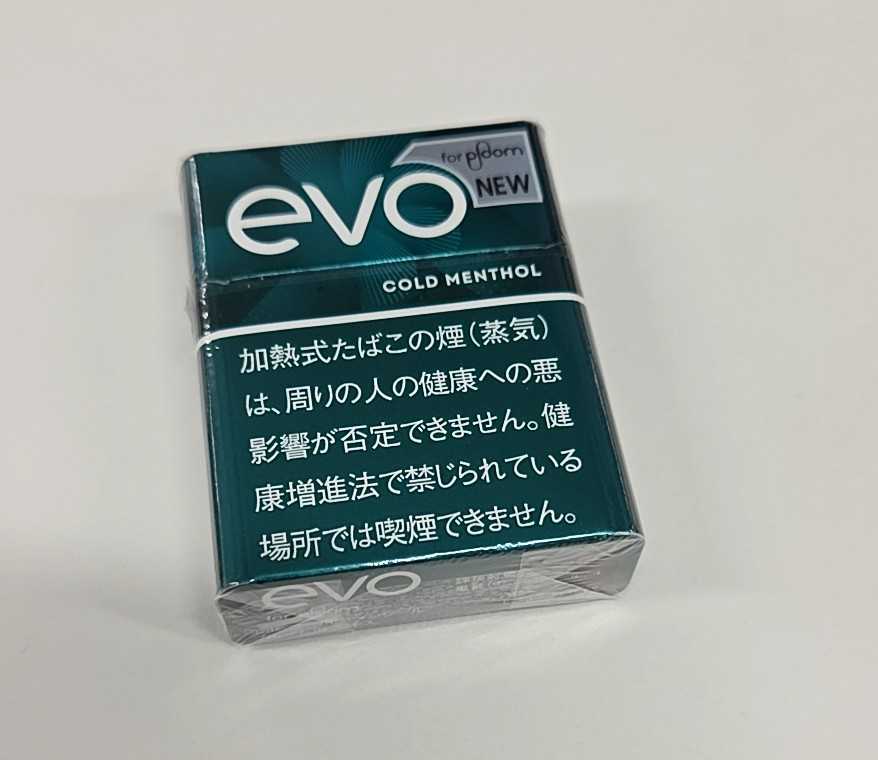 for pfdorn
NEW
evo
COLD MENTHOL
加熱式たばこの煙（蒸気）
は、周りの人の健康への悪
影響が否定できません。健
康増進法で禁じられている
場所では喫煙できません。
evo